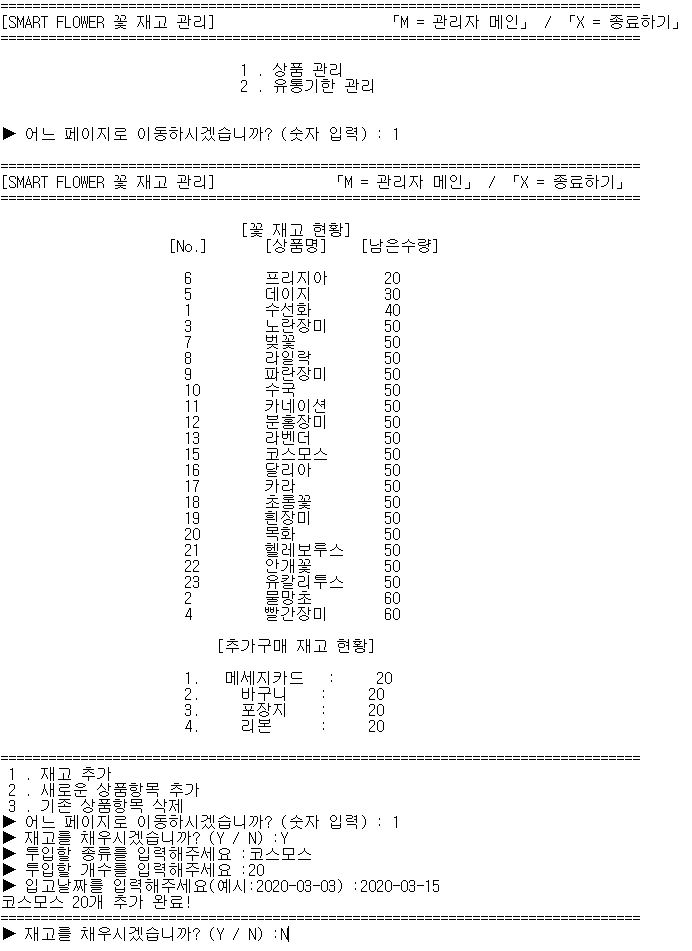 ================================================================================
[SMART FLOWER 꽃 재고 관리] 「M = 관리자 메인」 / 「X = 종료하기」
================================================================================
1 . 상품 관리
2 . 유통기한 관리
▶ 어느 페이지로 이동하시겠습니까? (숫자 입력) : 1
================================================================================
[SMART FLOWER 꽃 재고 관리] 「M = 관리자 메인」 / 「X = 종료하기」
================================================================================
[꽃 재고 현황]
[No.] [상품명] [남은수량]
6 프리지아 20
5 데이지 30
1 수선화 40
3 노란장미 50
7 벚꽃 50
8 라일락 50
9 파란장미 50
10 수국 50
11 카네이션 50
12 분홍장미 50
13 라벤더 50
15 코스모스 50
16 달리아 50
17 카라 50
18 초롱꽃 50
19 흰장미 50
20 목화 50
21 헬레보루스 50
22 안개꽃 50
23 유칼리투스 50
2 물망초 60
4 빨간장미 60
[추가구매 재고 현황]
1. 메세지카드 : 20
2. 바구니 : 20
3. 포장지 : 20
4. 리본 : 20
================================================================================
1 . 재고 추가
2 . 새로운 상품항목 추가
3 . 기존 상품항목 삭제
▶ 어느 페이지로 이동하시겠습니까? (숫자 입력) : 1
▶ 재고를 채우시겠습니까? (Y / N) :Y
▶ 투입할 종류를 입력해주세요 :코스모스
▶ 투입할 개수를 입력해주세요 :20
▶ 입고날짜를 입력해주세요(예시:2020-03-03) :2020-03-15
코스모스 20개 추가 완료!
================================================================================
▶ 재고를 채우시겠습니까? (Y / N) :N